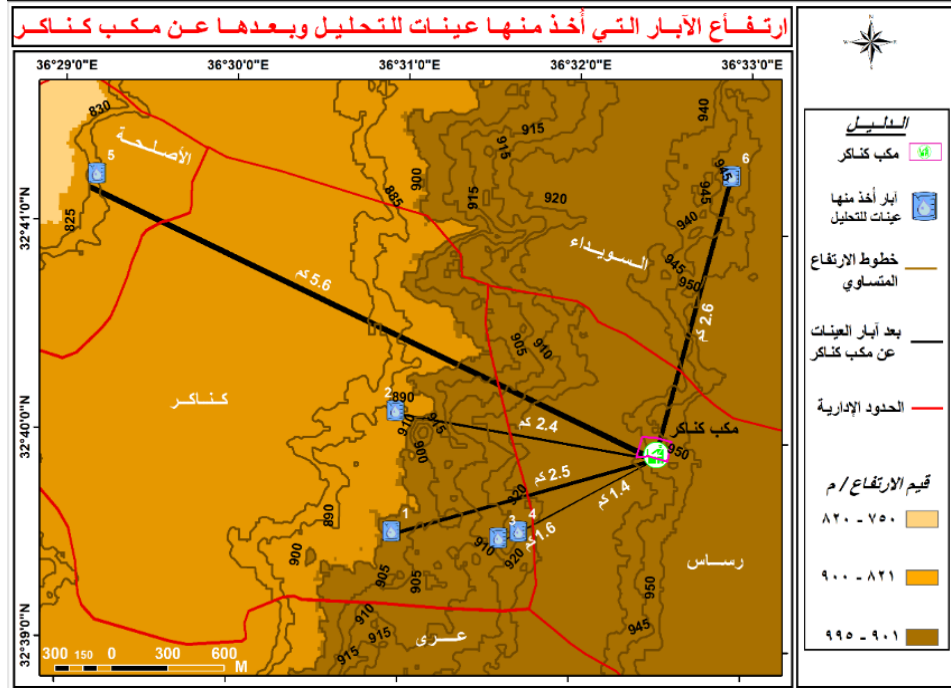 ارتفاع الآبار التي أخذ منها عينات للتحليل وبعدها عن مكب كناكر
36°29'0"E 36°30'0"E 36°31'0"E 36°32'0"E 36°33'0"E
830
940
915
5
الأصلحة
915
6
945
900
885
915
920
945
825
940
32°41'0"N
السويداء
945
950
5.6 كم
2.6 كم
905
910
كناكر
2
890
32°40'0"N
910
915
2.4 كم
مكب كناكر
900
950
2.5 كم
920
1.4 كم
890
1
3
4
1.6 كم
910
920
900
رساس
905
905
950
910
عرى
945
915
915
32°39'0"N
300 150 0 300 600
M
الدليل
مكب كناكر
آبار أخذ منها
عينات للتحليل
خطوط الارتفاع
المتساوي
بعد آبار العينات
عن مكب كناكر
الحدود الإدارية
قيم الارتفاع / م
٧٥٠ - ٨٢٠
٨٢١ - ٩٠٠
٩٠١ - ٩٩٥